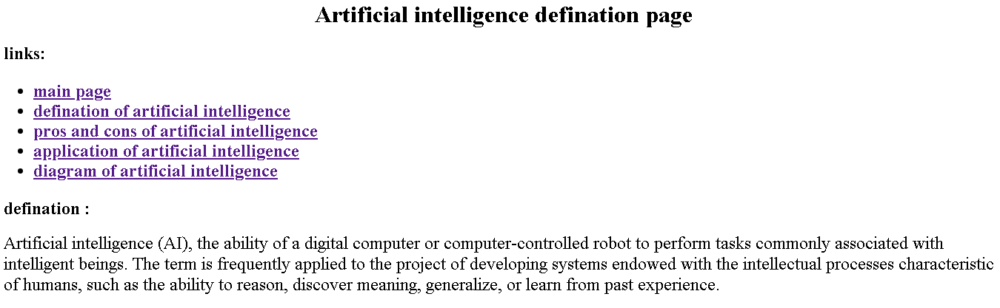 Artificial intelligence defination page
links:
main page
defination of artificial intelligence
pros and cons of artificial intelligence
application of artificial intelligence
diagram of artificial intelligence
defination :
Artificial intelligence (AI), the ability of a digital computer or computer-controlled robot to perform tasks commonly associated with
intelligent beings. The term is frequently applied to the project of developing systems endowed with the intellectual processes characteristic
of humans, such as the ability to reason, discover meaning, generalize, or learn from past experience.